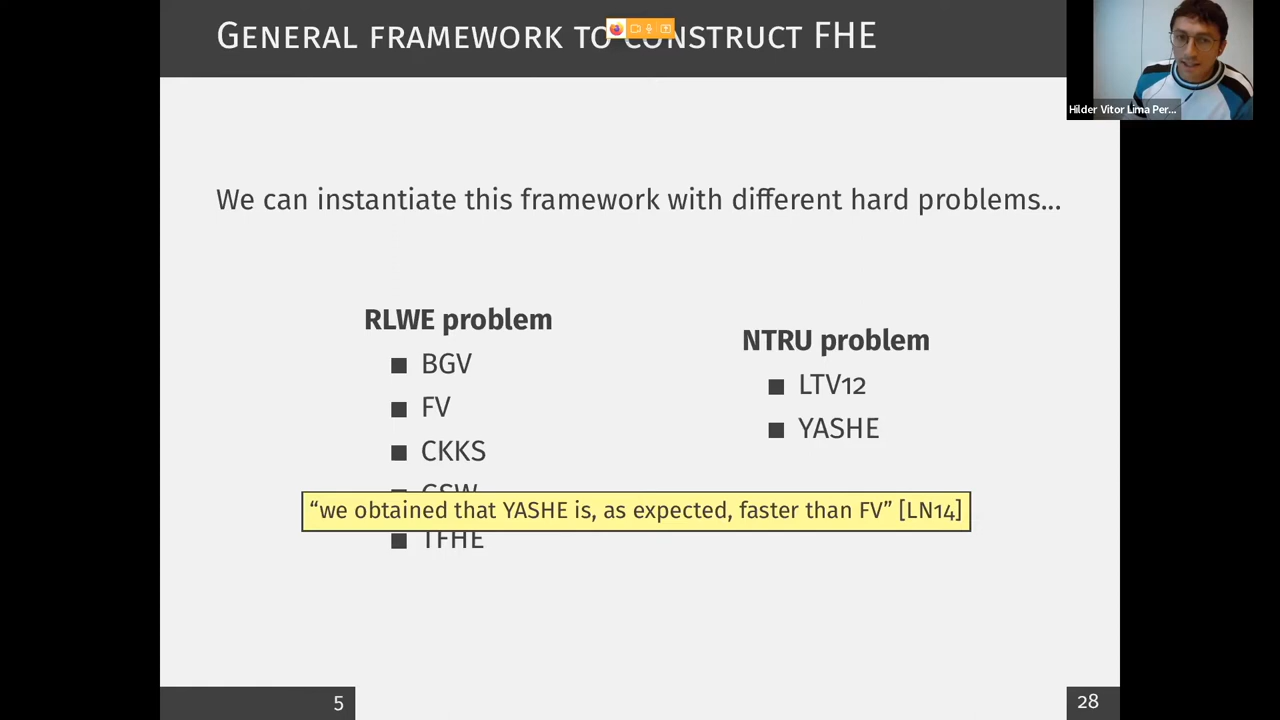 General framework to construct FHE
Hilder Vitor Lima Per...
We can instantiate this framework with different hard problems...
RLWE problem
BGV
FV
CKKS
GSW
TFHE
NTRU problem
LTV12
YASHE
“we obtained that YASHE is, as expected, faster than FV” [LN14]
5
28